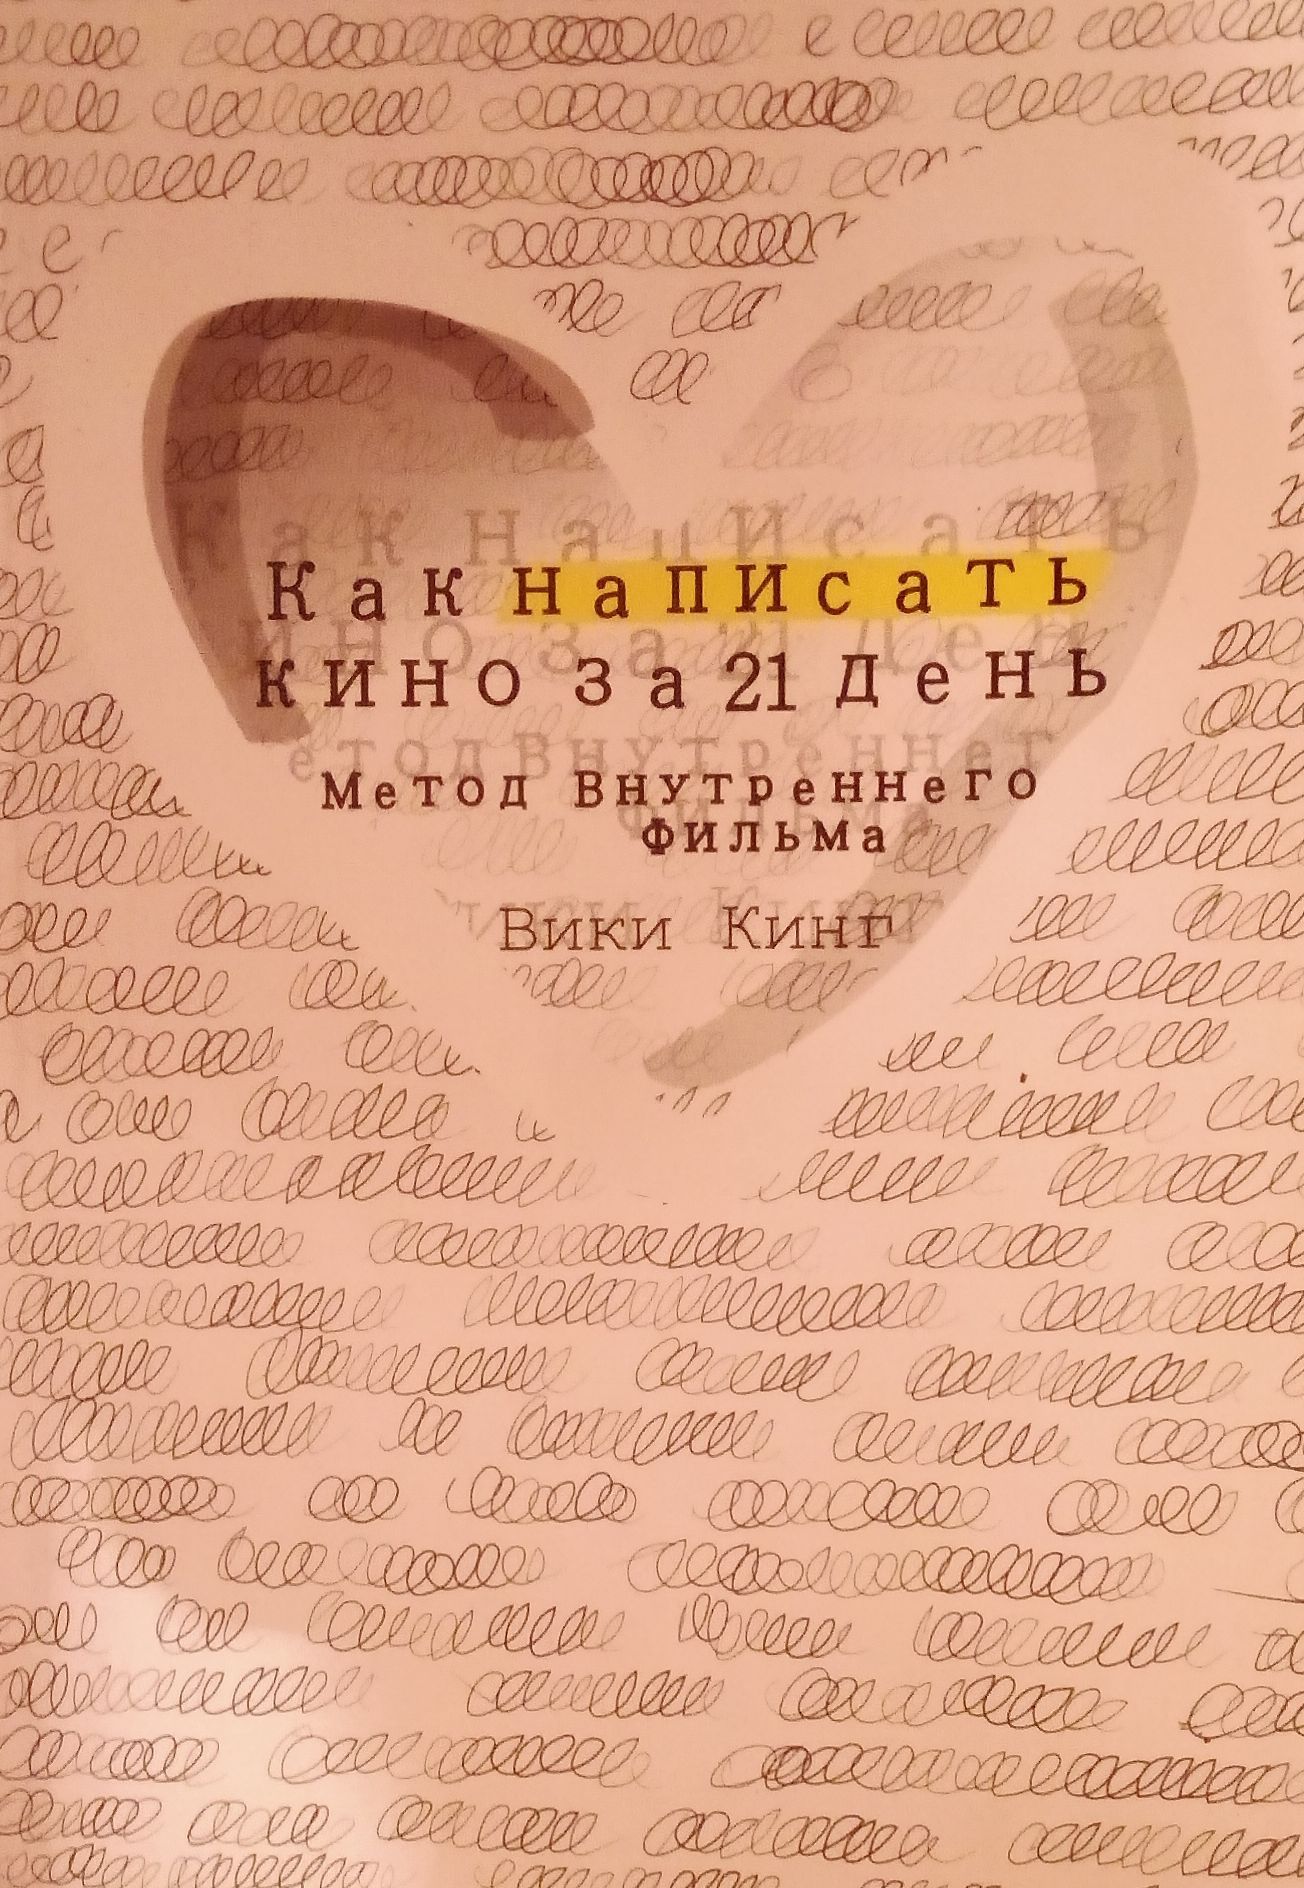 Как написать
кино за 21 день
Метод Внутреннего
фильма
Вики Кинг